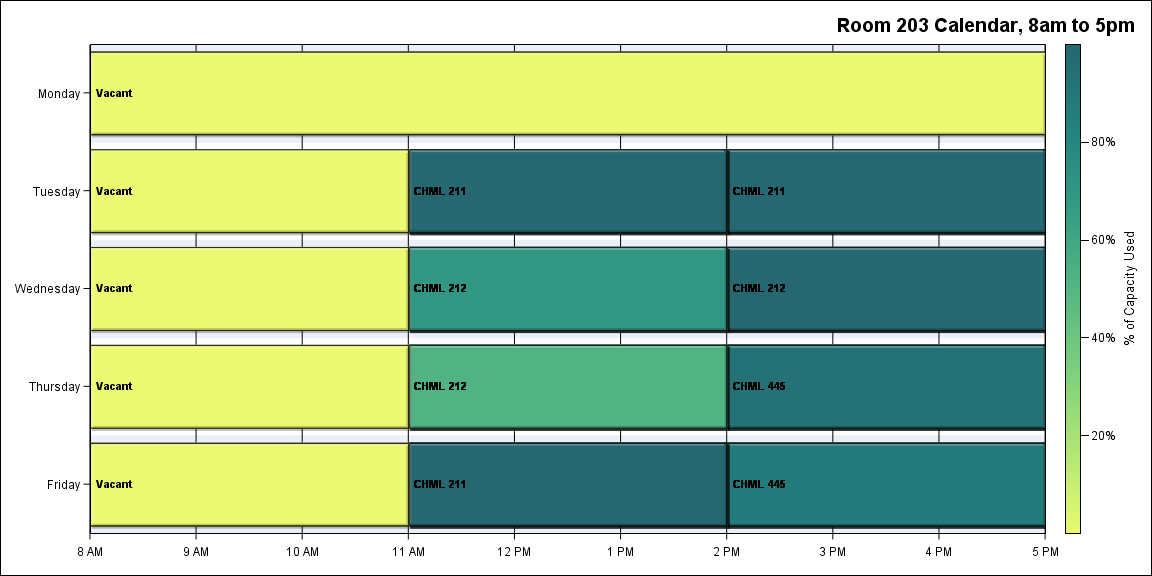 Room 203 Calendar, 8am to 5pm
Monday
Vacant
Tuesday
Vacant
CHML 211
CHML 211
Wednesday
Vacant
CHML 212
CHML 212
Thursday
Vacant
CHML 212
CHML 445
Friday
Vacant
CHML 211
CHML 445
8 AM
9 AM
10 AM
11 AM
12 PM
1 PM
2 PM
3 PM
4 PM
5 PM
80%
60%
40%
20%
% of Capacity Used